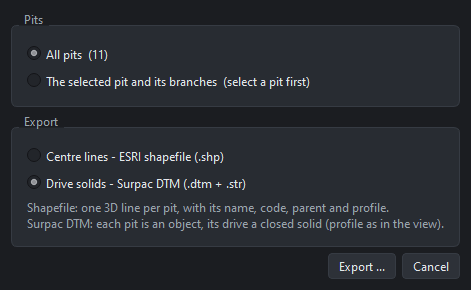 Pits
All pits (11)
The selected pit and its branches (select a pit first)
Export
Centre lines - ESRI shapefile (.shp)
Drive solids - Surpac DTM (.dtm + .str)
Shapefile: one 3D line per pit, with its name, code, parent and profile.
Surpac DTM: each pit is an object, its drive a closed solid (profile as in the view).
Export ...
Cancel